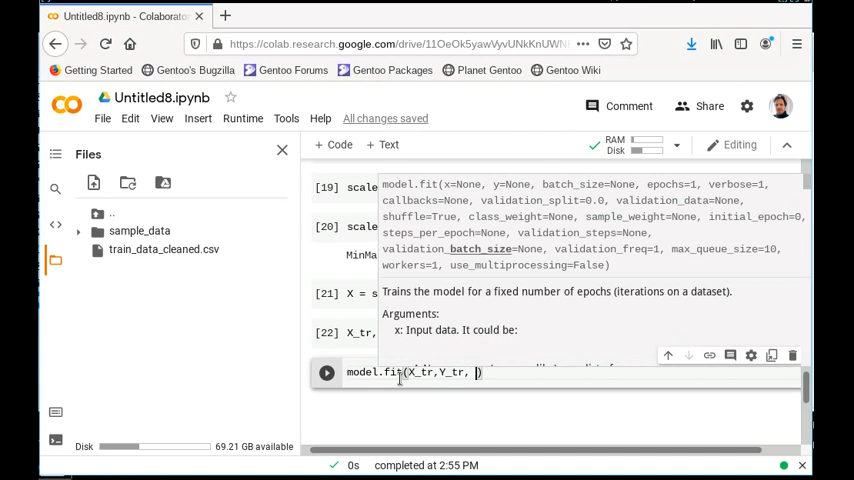 Untitled8.ipynb - Colaborato
https://colab.research.google.com/drive/11OeOk5yawVyvUNkKnUWN
Getting Started
Gentoo's Bugzilla
Gentoo Forums
Gentoo Packages
Planet Gentoo
Gentoo Wiki
Untitled8.ipynb
Comment
Share
File Edit View Insert Runtime Tools Help All changes saved
+ Code + Text
RAM
Disk
Editing
Files
..
sample_data
train_data_cleaned.csv
Disk
69.21 GB available
[19] scale
[20] scale
MinMa
[21] X = s
[22] X_tr,
model.fit(x=None, y=None, batch_size=None, epochs=1, verbose=1,
callbacks=None, validation_split=0.0, validation_data=None,
shuffle=True, class_weight=None, sample_weight=None, initial_epoch=0,
steps_per_epoch=None, validation_steps=None,
validation_batch_size=None, validation_freq=1, max_queue_size=10,
workers=1, use_multiprocessing=False)
Trains the model for a fixed number of epochs (iterations on a dataset).
Arguments:
x: Input data. It could be:
model.fit(X_tr,Y_tr, )
0s completed at 2:55 PM